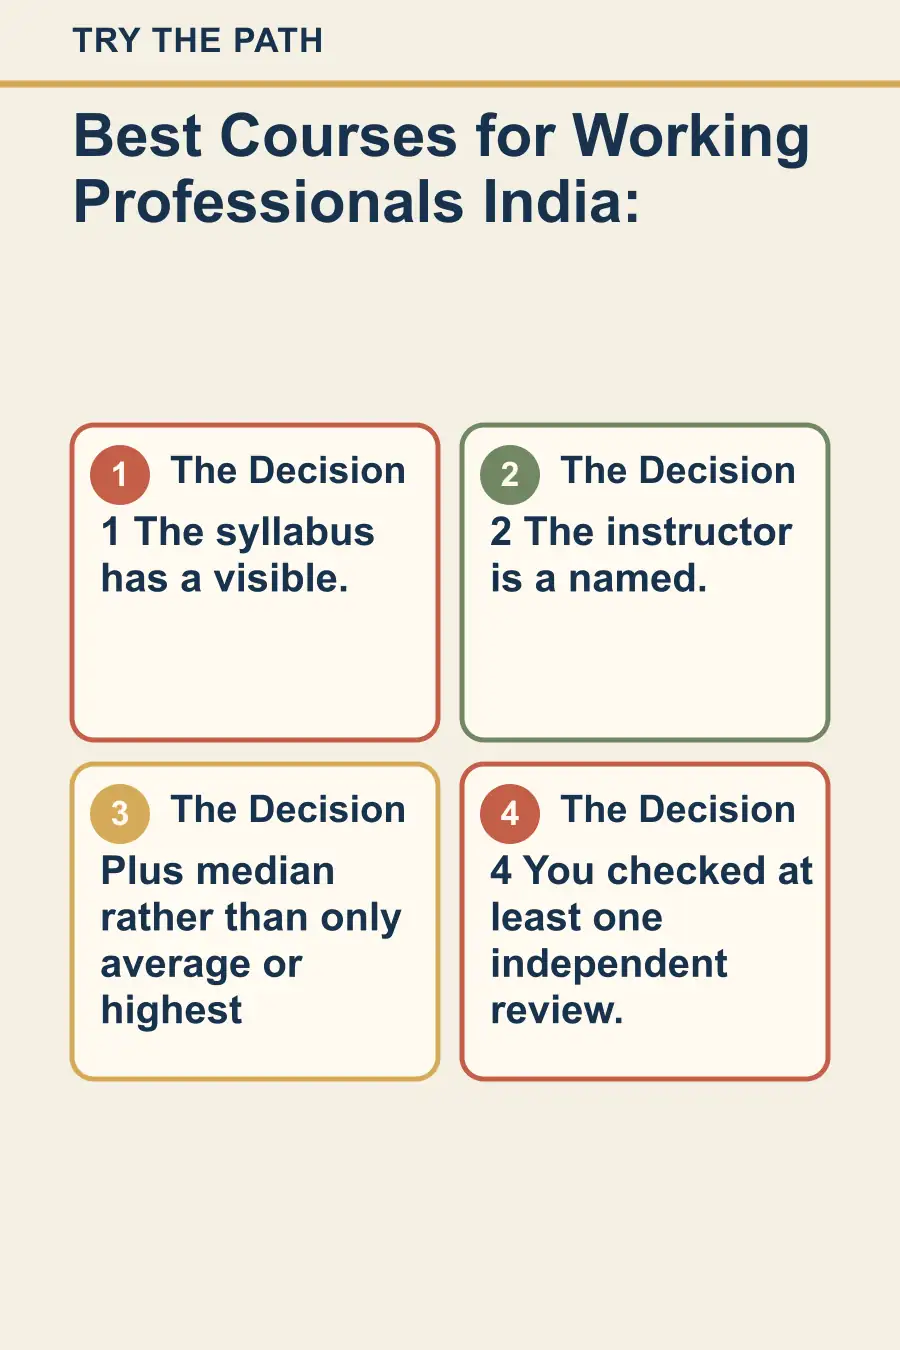 TRY THE PATH
Best Courses for Working
Professionals India:
1 The Decision
1 The syllabus
has a visible.
2 The Decision
2 The instructor
is a named.
3 The Decision
Plus median
rather than only
average or
highest
4 The Decision
4 You checked at
least one
independent
review.